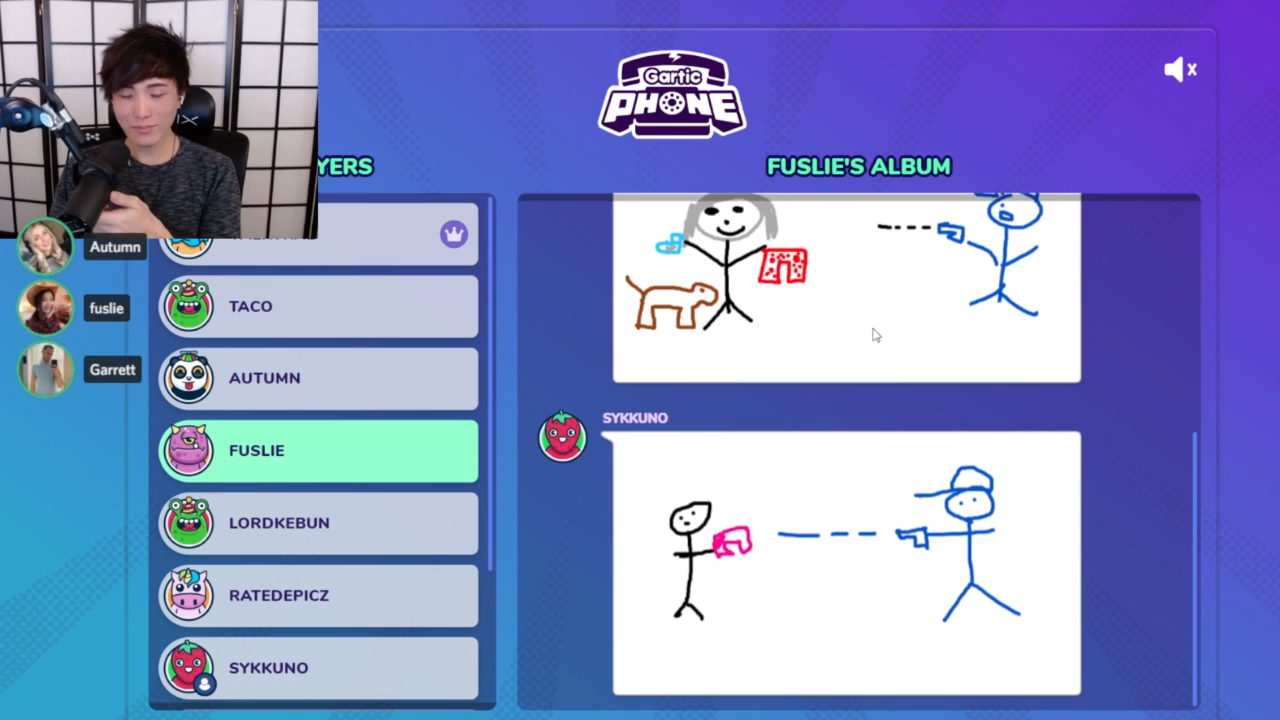 Gartic
PHONE
YERS
FUSLIE'S ALBUM
Autumn
fuslie
Garrett
TACO
AUTUMN
FUSLIE
LORDKEBUN
RATEDEPICZ
SYKKUNO
SYKKUNO